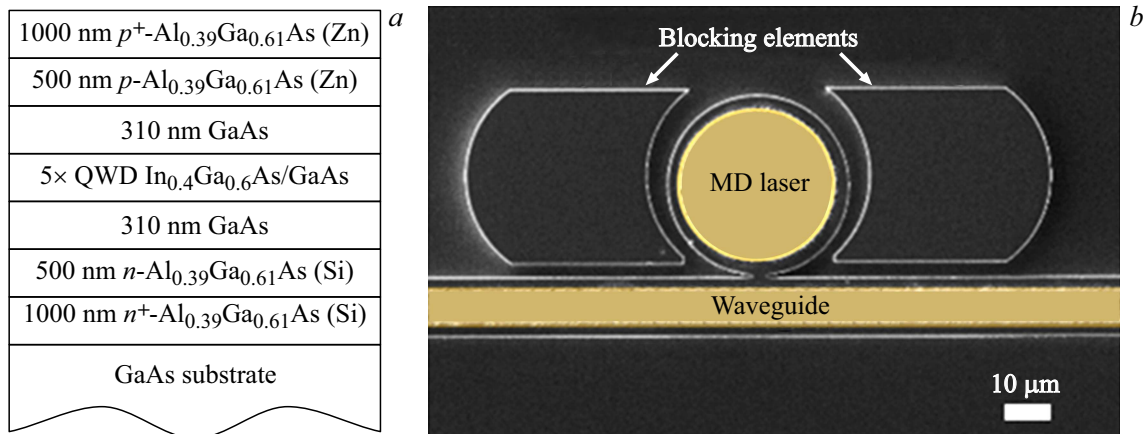 a
1000 nm p⁺-Al₀.₃₉Ga₀.₆₁As (Zn)
500 nm p-Al₀.₃₉Ga₀.₆₁As (Zn)
310 nm GaAs
5× QWD In₀.₄Ga₀.₆As/GaAs
310 nm GaAs
500 nm n-Al₀.₃₉Ga₀.₆₁As (Si)
1000 nm n⁺-Al₀.₃₉Ga₀.₆₁As (Si)
GaAs substrate
b
Blocking elements
MD laser
Waveguide
10 μm